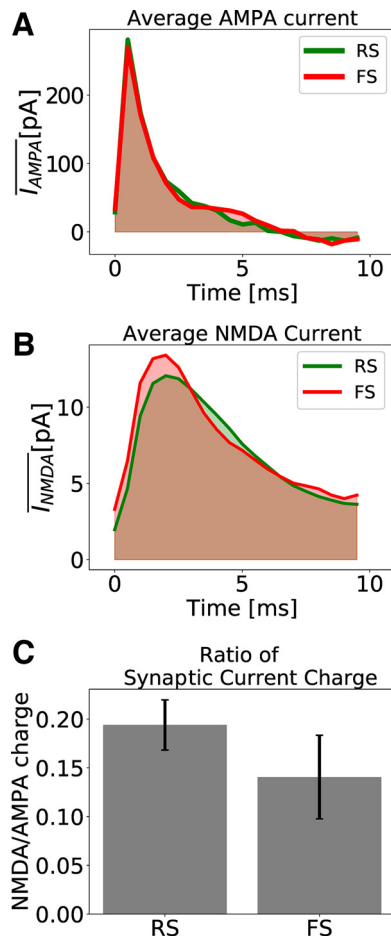 A
Average AMPA current
RS
FS
200
100
0
I_AMPA[pA]
0 5 10
Time [ms]
B
Average NMDA Current
RS
FS
10
5
0
I_NMDA[pA]
0 5 10
Time [ms]
C
Ratio of
Synaptic Current Charge
0.20
0.15
0.10
0.05
0.00
NMDA/AMPA charge
RS FS